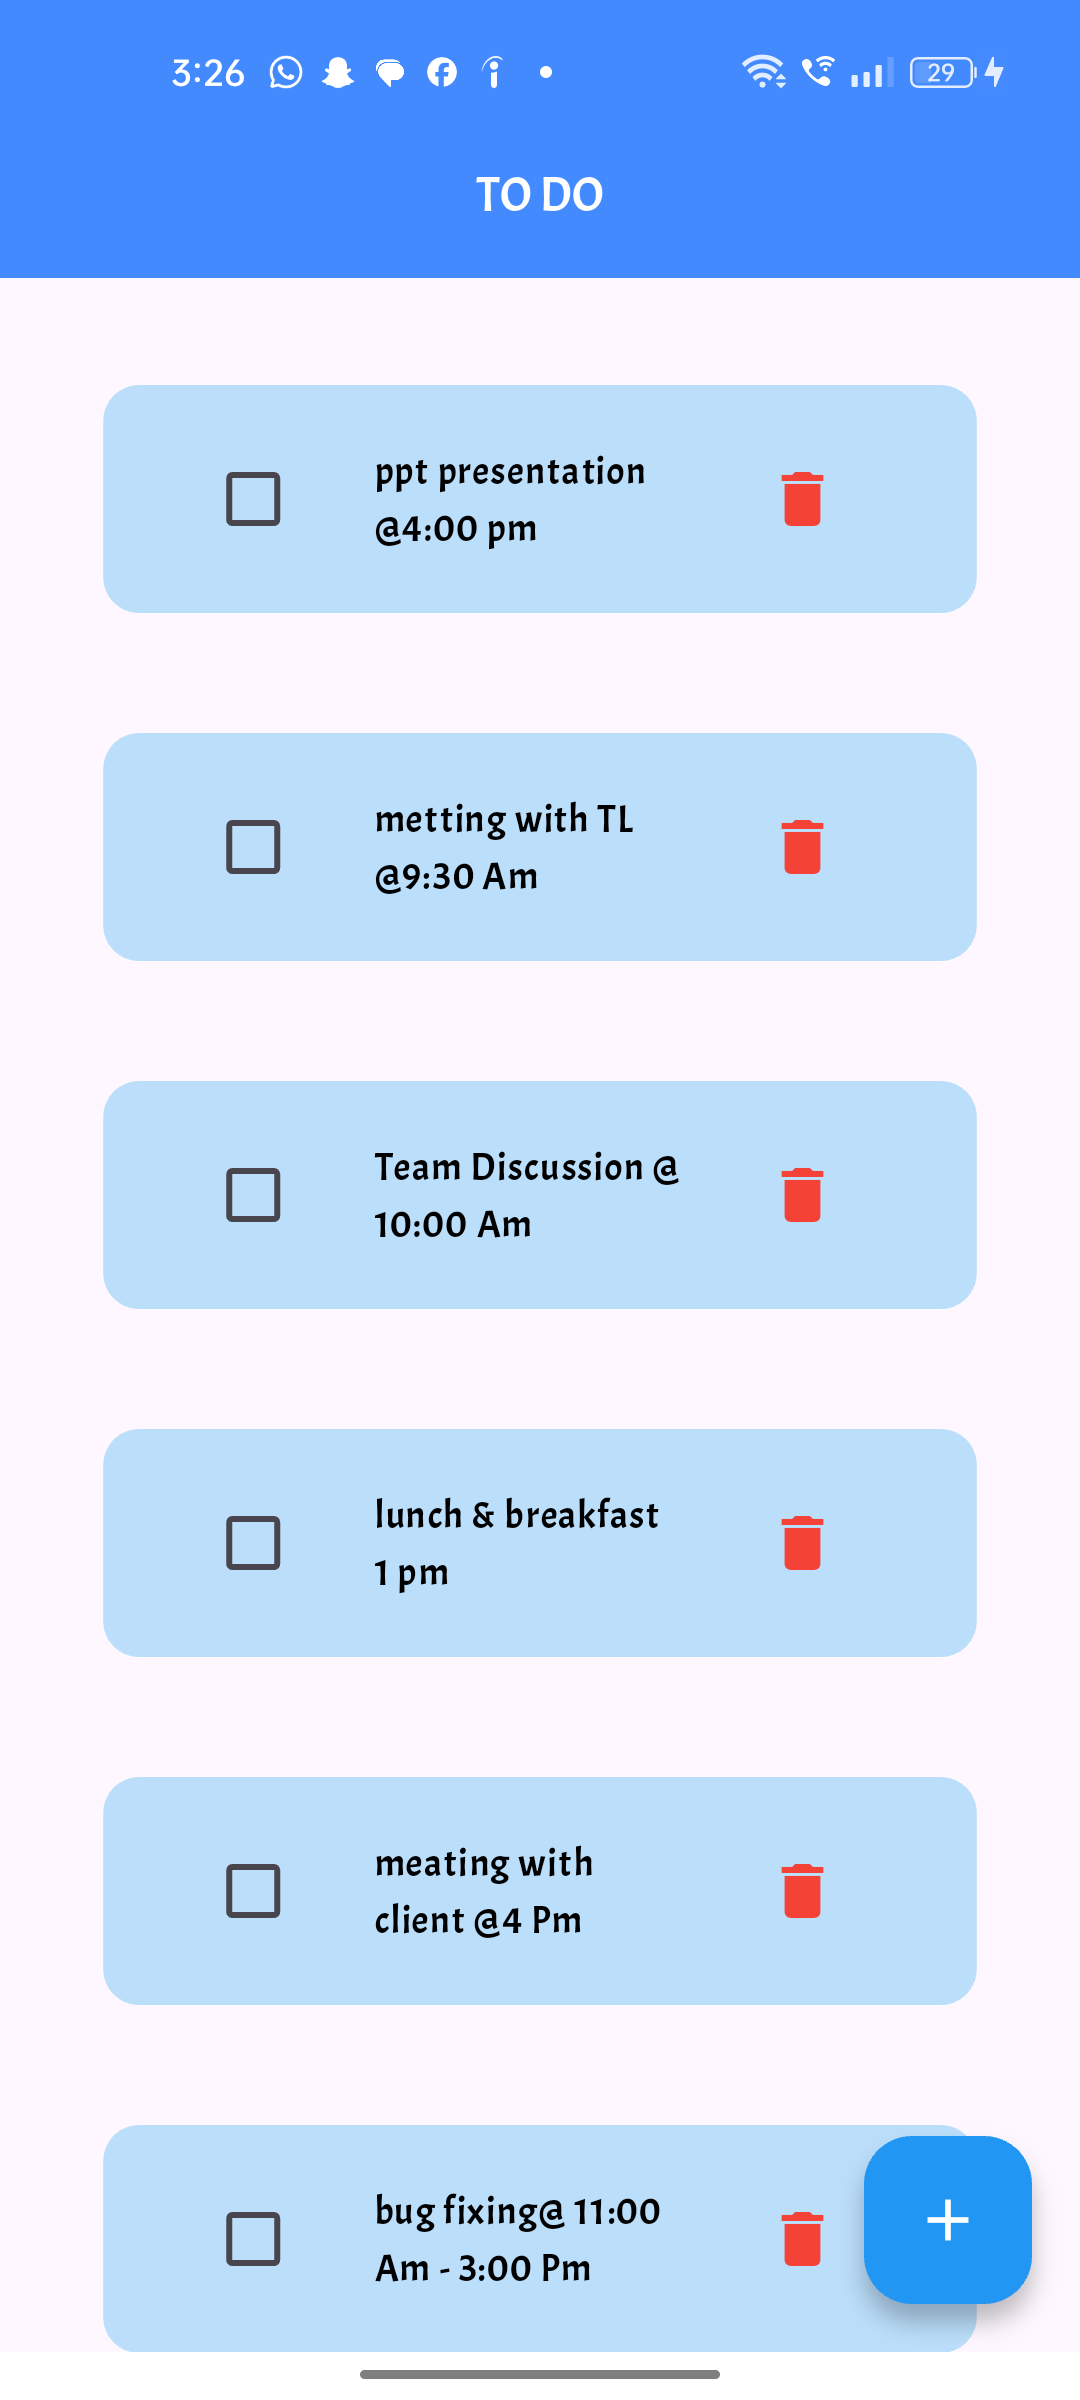 3:26
29
TO DO
ppt presentation
@4:00 pm
metting with TL
@9:30 Am
Team Discussion @
10:00 Am
lunch & breakfast
1 pm
meating with
client @4 Pm
bug fixing@ 11:00
Am - 3:00 Pm